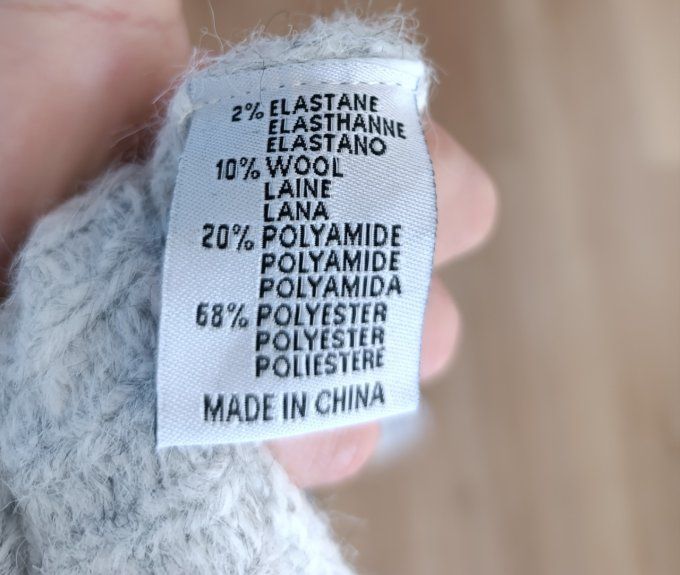 2% ELASTANE
ELASTHANNE
ELASTANO
10% WOOL
LAINE
LANA
20% POLYAMIDE
POLYAMIDE
POLYAMIDA
68% POLYESTER
POLYESTER
POLIESTERE
MADE IN CHINA